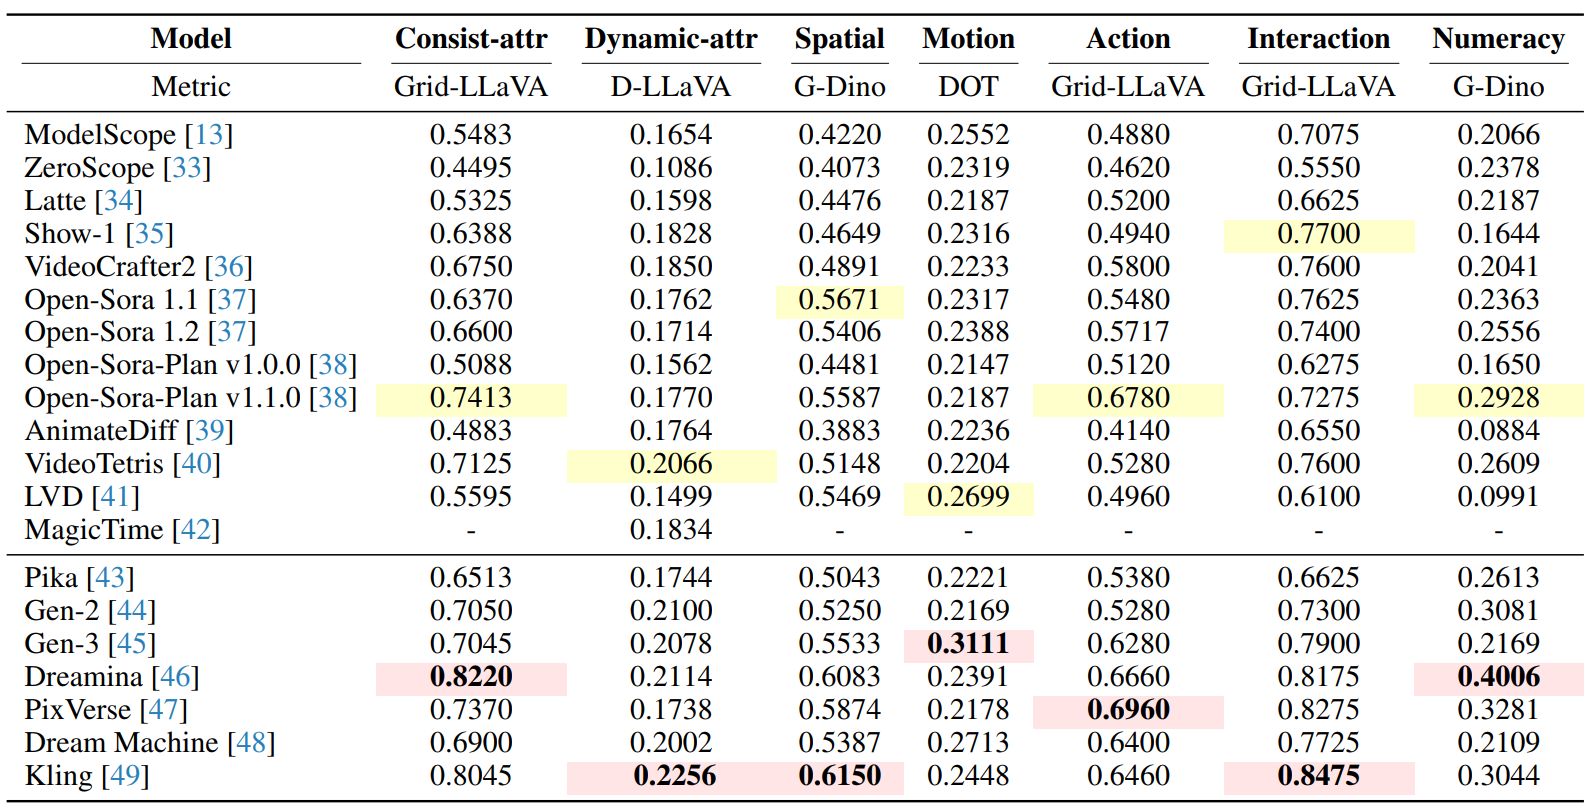 Model Consist-attr Dynamic-attr Spatial Motion Action Interaction Numeracy
Metric Grid-LLaVA D-LLaVA G-Dino DOT Grid-LLaVA Grid-LLaVA G-Dino
ModelScope [13] 0.5483 0.1654 0.4220 0.2552 0.4880 0.7075 0.2066
ZeroScope [33] 0.4495 0.1086 0.4073 0.2319 0.4620 0.5550 0.2378
Latte [34] 0.5325 0.1598 0.4476 0.2187 0.5200 0.6625 0.2187
Show-1 [35] 0.6388 0.1828 0.4649 0.2316 0.4940 0.7700 0.1644
VideoCrafter2 [36] 0.6750 0.1850 0.4891 0.2233 0.5800 0.7600 0.2041
Open-Sora 1.1 [37] 0.6370 0.1762 0.5671 0.2317 0.5480 0.7625 0.2363
Open-Sora 1.2 [37] 0.6600 0.1714 0.5406 0.2388 0.5717 0.7400 0.2556
Open-Sora-Plan v1.0.0 [38] 0.5088 0.1562 0.4481 0.2147 0.5120 0.6275 0.1650
Open-Sora-Plan v1.1.0 [38] 0.7413 0.1770 0.5587 0.2187 0.6780 0.7275 0.2928
AnimateDiff [39] 0.4883 0.1764 0.3883 0.2236 0.4140 0.6550 0.0884
VideoTetris [40] 0.7125 0.2066 0.5148 0.2204 0.5280 0.7600 0.2609
LVD [41] 0.5595 0.1499 0.5469 0.2699 0.4960 0.6100 0.0991
MagicTime [42] - 0.1834 - - - - -
Pika [43] 0.6513 0.1744 0.5043 0.2221 0.5380 0.6625 0.2613
Gen-2 [44] 0.7050 0.2100 0.5250 0.2169 0.5280 0.7300 0.3081
Gen-3 [45] 0.7045 0.2078 0.5533 0.3111 0.6280 0.7900 0.2169
Dreamina [46] 0.8220 0.2114 0.6083 0.2391 0.6660 0.8175 0.4006
PixVerse [47] 0.7370 0.1738 0.5874 0.2178 0.6960 0.8275 0.3281
Dream Machine [48] 0.6900 0.2002 0.5387 0.2713 0.6400 0.7725 0.2109
Kling [49] 0.8045 0.2256 0.6150 0.2448 0.6460 0.8475 0.3044